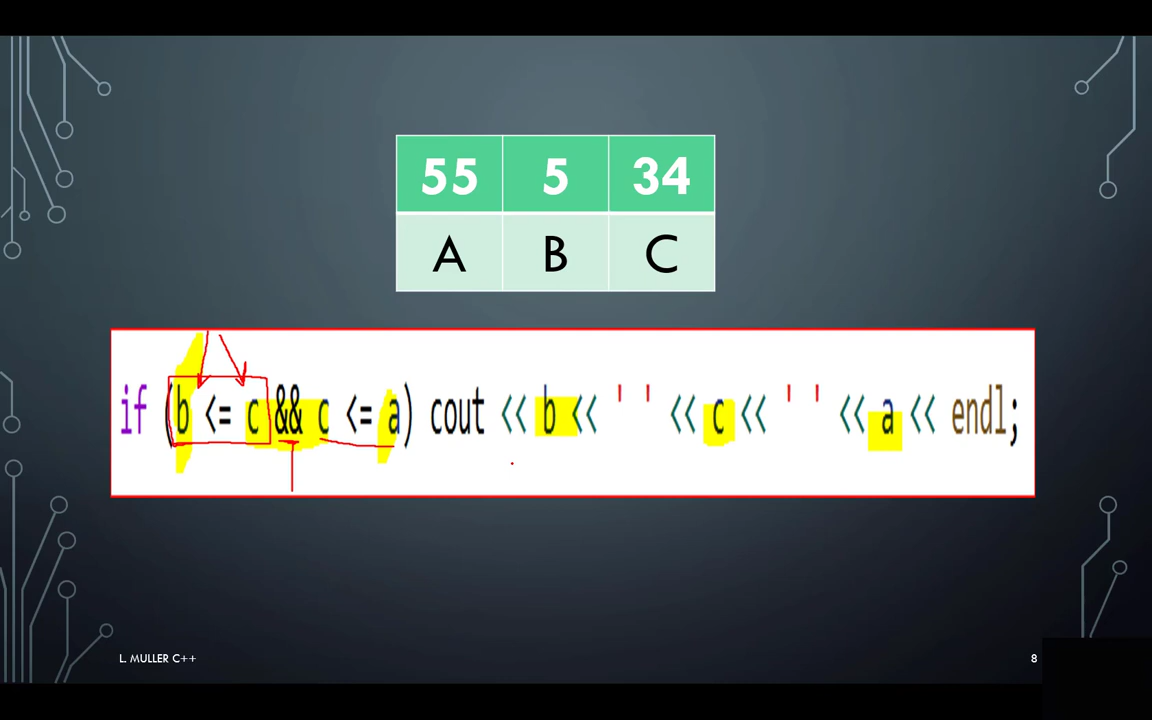 55 5 34
A B C
if (b <= c && c <= a) cout << b << ' ' << c << ' ' << a << endl;
L. MULLER C++
8